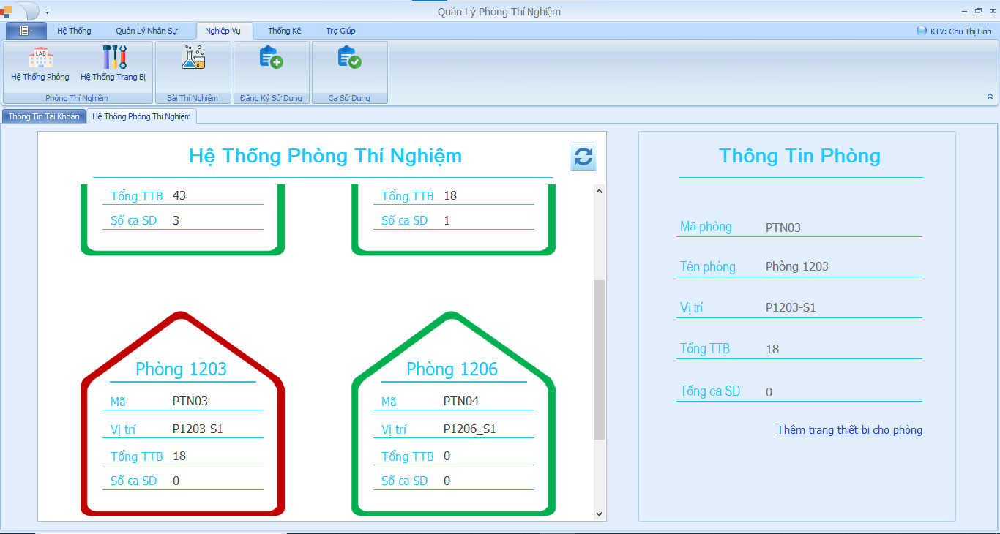 Quản Lý Phòng Thí Nghiệm
Hệ Thống Quản Lý Nhân Sự Nghiệp Vụ Thống Kê Trợ Giúp KTV: Chu Thị Linh
LAB
Hệ Thống Phòng Hệ Thống Trang Bị
Phòng Thí Nghiệm Bài Thí Nghiệm Đăng Ký Sử Dụng Ca Sử Dụng
Thông Tin Tài Khoản Hệ Thống Phòng Thí Nghiệm
Hệ Thống Phòng Thí Nghiệm
Tổng TTB 43
Số ca SD 3
Tổng TTB 18
Số ca SD 1
Phòng 1203
Mã PTN03
Vị trí P1203-S1
Tổng TTB 18
Số ca SD 0
Phòng 1206
Mã PTN04
Vị trí P1206_S1
Tổng TTB 0
Số ca SD 0
Thông Tin Phòng
Mã phòng PTN03
Tên phòng Phòng 1203
Vị trí P1203-S1
Tổng TTB 18
Tổng ca SD 0
Thêm trang thiết bị cho phòng